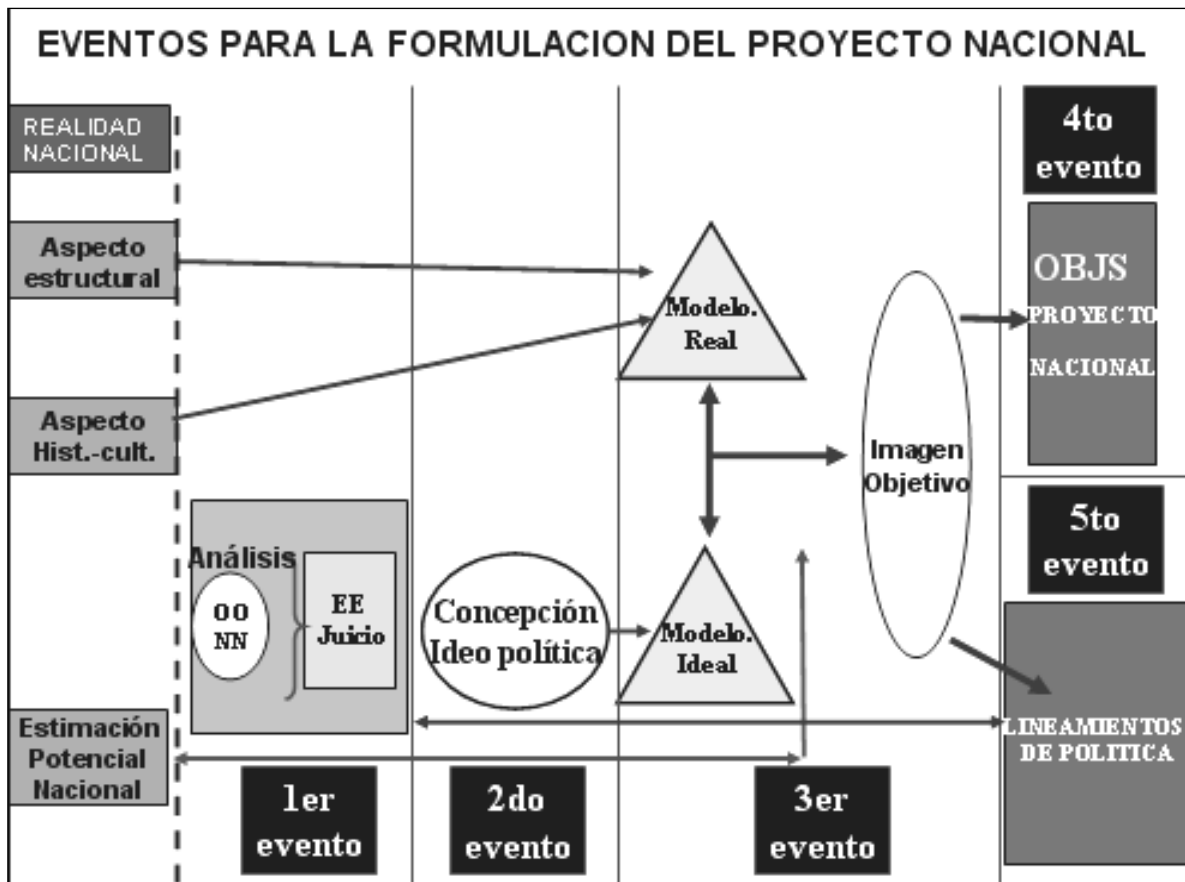 EVENTOS PARA LA FORMULACION DEL PROYECTO NACIONAL
REALIDAD
NACIONAL
Aspecto
estructural
Aspecto
Hist.-cult.
Estimación
Potencial
Nacional
Análisis
OO
NN
EE
Juicio
1er
evento
Concepción
Ideo política
2do
evento
Modelo.
Real
Modelo.
Ideal
Imagen
Objetivo
3er
evento
4to
evento
OBJS
PROYECTO
NACIONAL
5to
evento
LINEAMIENTOS
DE POLITICA